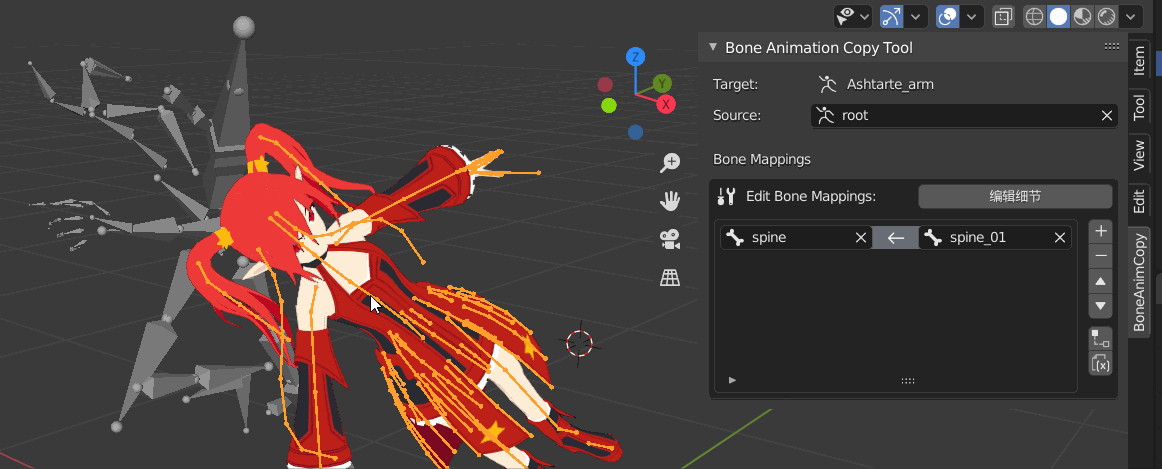 Bone Animation Copy Tool
Target: Ashtarte_arm
Source: root
Bone Mappings
Edit Bone Mappings: 编辑细节
spine spine_01
Z
Y
X
(x)
Item
Tool
View
Edit
BoneAnimCopy